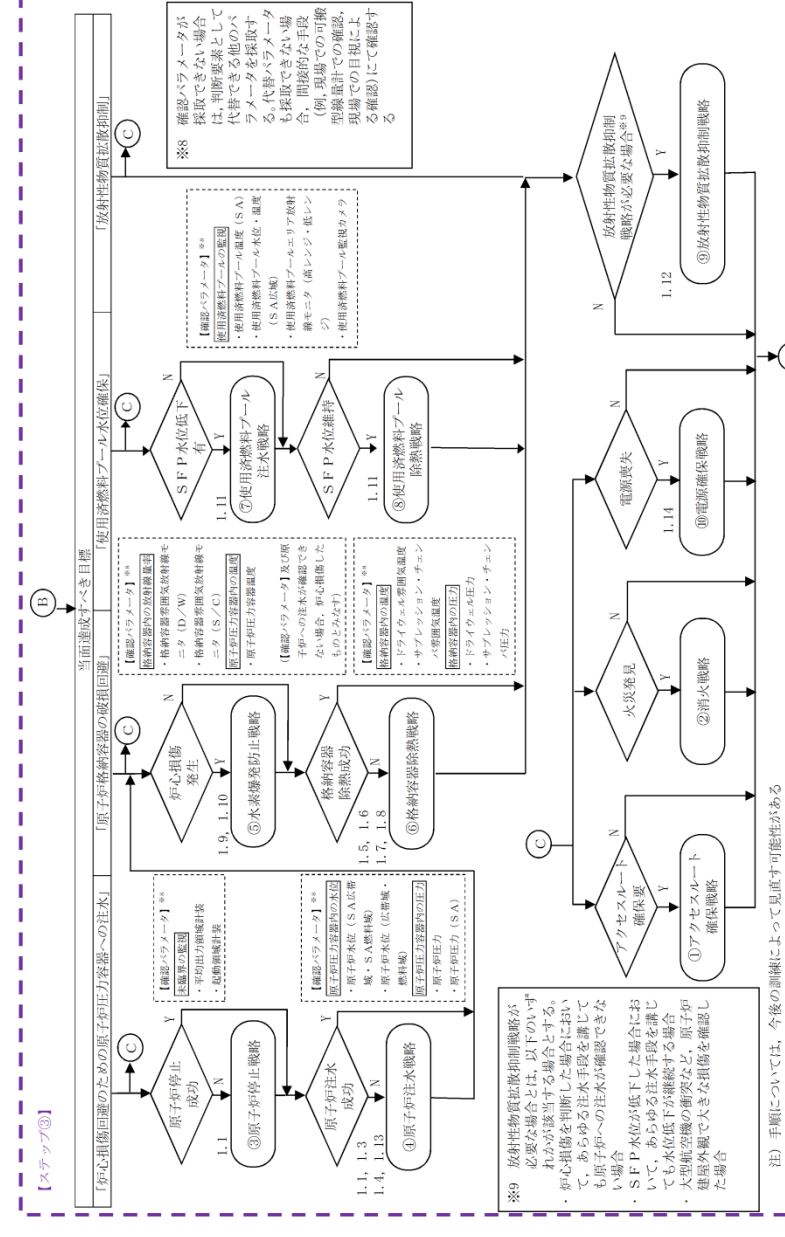 【ステップ③】
Ⓑ
当面達成すべき目標
「炉心損傷回避のための原子炉圧力容器への注水」
「原子炉格納容器の破損回避」
「使用済燃料プール水位確保」
「放射性物質拡散抑制」
Ⓒ
原子炉停止
成功
Y
N
1.1
③原子炉停止戦略
原子炉注水
成功
Y
N
1.1, 1.3
1.4, 1.13
④原子炉注水戦略
【確認パラメータ】※8
未臨界の監視
・平均出力領域計装
・起動領域計装
【確認パラメータ】※8
原子炉圧力容器内の水位
・原子炉水位（ＳＡ広帯
域・ＳＡ燃料域）
・原子炉水位（広帯域・
燃料域）
原子炉圧力容器内の圧力
・原子炉圧力
・原子炉圧力（ＳＡ）
Ⓒ
炉心損傷
発生
N
Y
1.9, 1.10
⑤水素爆発防止戦略
格納容器
除熱成功
Y
N
1.5, 1.6
1.7, 1.8
⑥格納容器除熱戦略
【確認パラメータ】※8
格納容器内の放射線量率
・格納容器雰囲気放射線モ
ニタ（Ｄ／Ｗ）
・格納容器雰囲気放射線モ
ニタ（Ｓ／Ｃ）
原子炉圧力容器内の温度
・原子炉圧力容器温度
（【確認パラメータ】及び原
子炉への注水が確認でき
ない場合，炉心損傷した
ものとみなす）
【確認パラメータ】※8
格納容器内の温度
・ドライウェル雰囲気温度
・サプレッション・チェン
バ雰囲気温度
格納容器内の圧力
・ドライウェル圧力
・サプレッション・チェン
バ圧力
Ⓒ
ＳＦＰ水位低下
有
N
Y
1.11
⑦使用済燃料プール
注水戦略
ＳＦＰ水位維持
N
Y
1.11
⑧使用済燃料プール
除熱戦略
【確認パラメータ】※8
使用済燃料プールの監視
・使用済燃料プール温度（ＳＡ）
・使用済燃料プール水位・温度
（ＳＡ広域）
・使用済燃料プールエリア放射
線モニタ（高レンジ・低レン
ジ）
・使用済燃料プール監視カメラ
Ⓒ
※8 確認パラメータが
採取できない場合
は，判断要素として
代替できる他のパ
ラメータを採取す
る。代替パラメータ
も採取できない場
合，間接的な手段
（例，現場での可搬
型線量計での確認，
現場での目視によ
る確認）にて確認す
る
※9 放射性物質拡散抑制戦略が
必要な場合とは，以下のいず
れかが該当する場合とする。
・炉心損傷を判断した場合におい
て，あらゆる注水手段を講じて
も原子炉への注水が確認できな
い場合
・ＳＦＰ水位が低下した場合にお
いて，あらゆる注水手段を講じ
ても水位低下が継続する場合
・大型航空機の衝突など，原子炉
建屋外観で大きな損傷を確認し
た場合
Ⓒ
アクセスルート
確保要
N
Y
①アクセスルート
確保戦略
火災発見
N
Y
②消火戦略
電源喪失
N
Y
1.14
⑩電源確保戦略
放射性物質拡散抑制
戦略が必要な場合※9
N
Y
1.12
⑨放射性物質拡散抑制戦略
注）手順については，今後の訓練によって見直す可能性がある